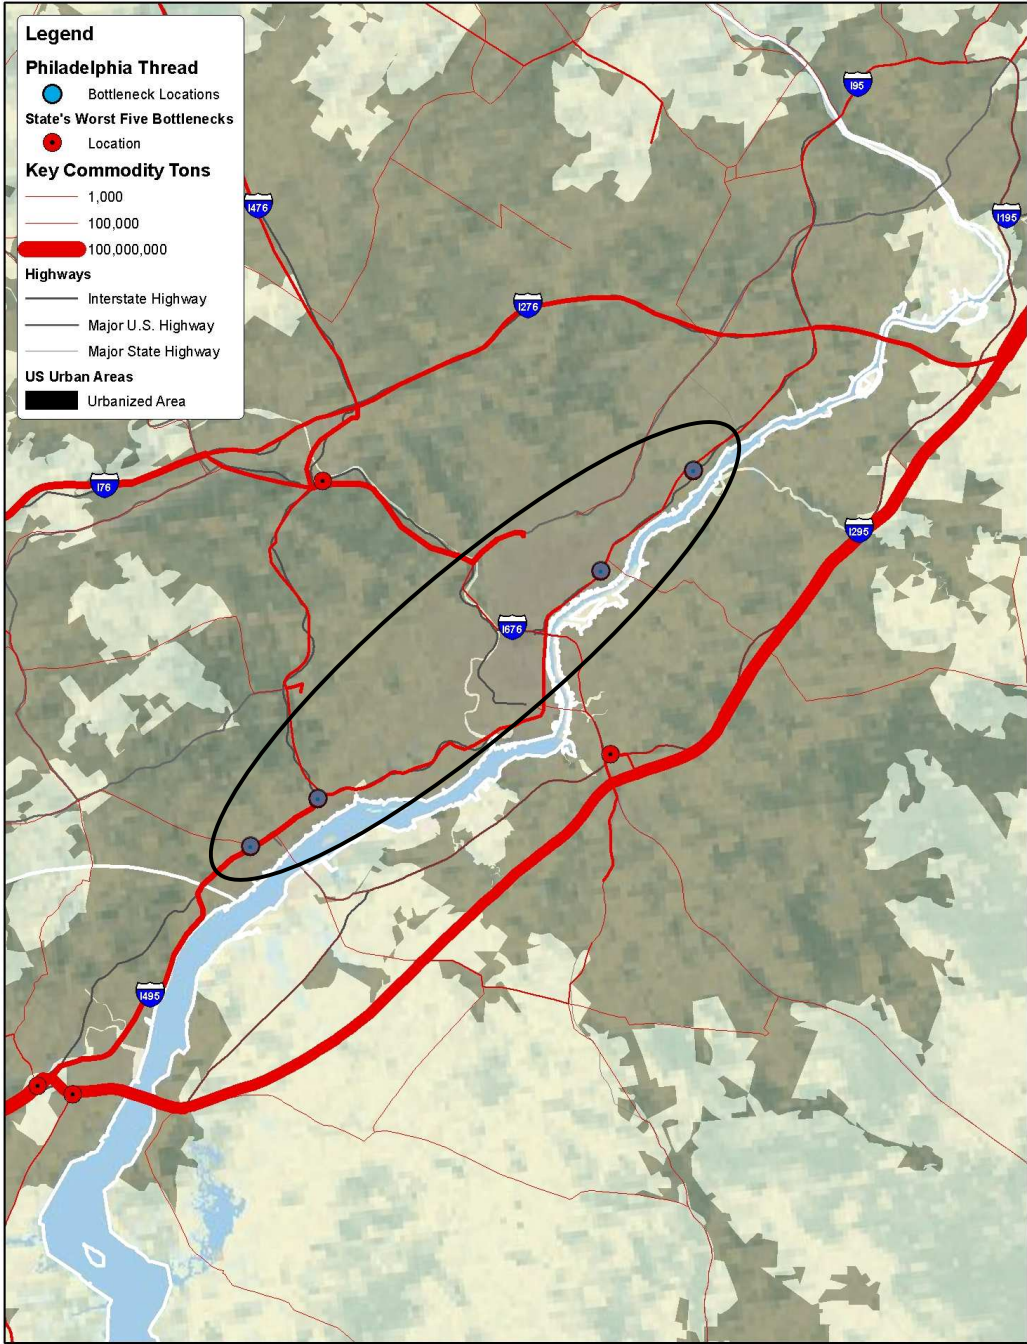 Legend
Philadelphia Thread
Bottleneck Locations
State's Worst Five Bottlenecks
Location
Key Commodity Tons
1,000
100,000
100,000,000
Highways
Interstate Highway
Major U.S. Highway
Major State Highway
US Urban Areas
Urbanized Area
I95
I476
I195
I276
I76
I295
I676
I495